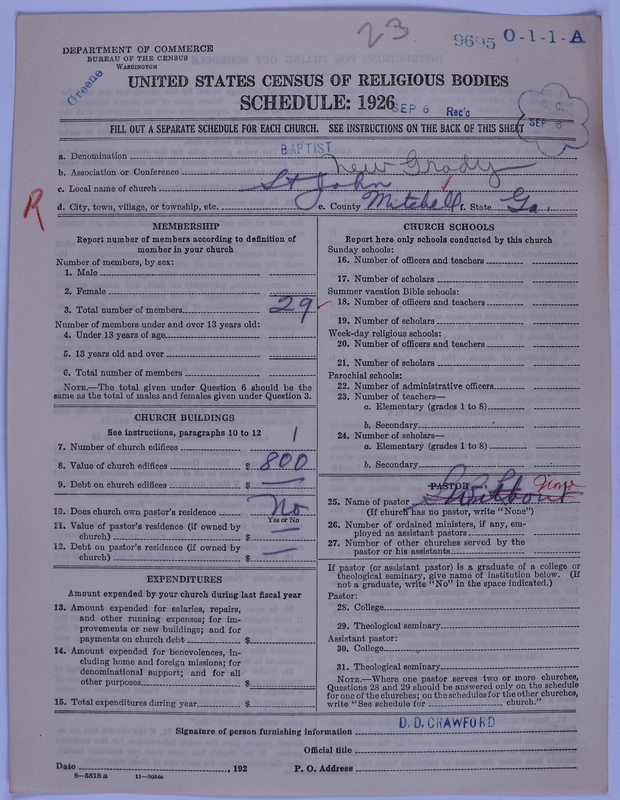 23
9695 O-1-1-A
DEPARTMENT OF COMMERCE
BUREAU OF THE CENSUS
WASHINGTON
Greene
UNITED STATES CENSUS OF RELIGIOUS BODIES
SCHEDULE: 1926
SEP 6 Rec'd
C. C.
SEP 8
FILL OUT A SEPARATE SCHEDULE FOR EACH CHURCH. SEE INSTRUCTIONS ON THE BACK OF THIS SHEET
a. Denomination BAPTIST
b. Association or Conference New Grady
c. Local name of church St John
d. City, town, village, or township, etc. e. County Mitchell f. State Ga.
R
MEMBERSHIP
Report number of members according to definition of
member in your church
Number of members, by sex:
1. Male
2. Female
3. Total number of members 29
Number of members under and over 13 years old:
4. Under 13 years of age
5. 13 years old and over
6. Total number of members
NOTE.—The total given under Question 6 should be the
same as the total of males and females given under Question 3.
CHURCH BUILDINGS
See instructions, paragraphs 10 to 12
7. Number of church edifices 1
8. Value of church edifices $ 800
9. Debt on church edifices $ —
10. Does church own pastor's residence No
Yes or No
11. Value of pastor's residence (if owned by
church) $ —
12. Debt on pastor's residence (if owned by
church) $ —
EXPENDITURES
Amount expended by your church during last fiscal year
13. Amount expended for salaries, repairs,
and other running expenses; for im-
provements or new buildings; and for
payments on church debt $
14. Amount expended for benevolences, in-
cluding home and foreign missions; for
denominational support; and for all
other purposes $
15. Total expenditures during year $
CHURCH SCHOOLS
Report here only schools conducted by this church
Sunday schools:
16. Number of officers and teachers
17. Number of scholars
Summer vacation Bible schools:
18. Number of officers and teachers
19. Number of scholars
Week-day religious schools:
20. Number of officers and teachers
21. Number of scholars
Parochial schools:
22. Number of administrative officers
23. Number of teachers—
a. Elementary (grades 1 to 8)
b. Secondary
24. Number of scholars—
a. Elementary (grades 1 to 8)
b. Secondary
PASTOR
25. Name of pastor Without None
(If church has no pastor, write "None")
26. Number of ordained ministers, if any, em-
ployed as assistant pastors
27. Number of other churches served by the
pastor or his assistants
If pastor (or assistant pastor) is a graduate of a college or
theological seminary, give name of institution below. (If
not a graduate, write "No" in the space indicated.)
Pastor:
28. College
29. Theological seminary
Assistant pastor:
30. College
31. Theological seminary
NOTE.—Where one pastor serves two or more churches,
Questions 28 and 29 should be answered only on the schedule
for one of the churches; on the schedules for the other churches,
write "See schedule for church."
Signature of person furnishing information D. D. CRAWFORD
Official title
Date , 192 P. O. Address
8—5518 a 11—9054a